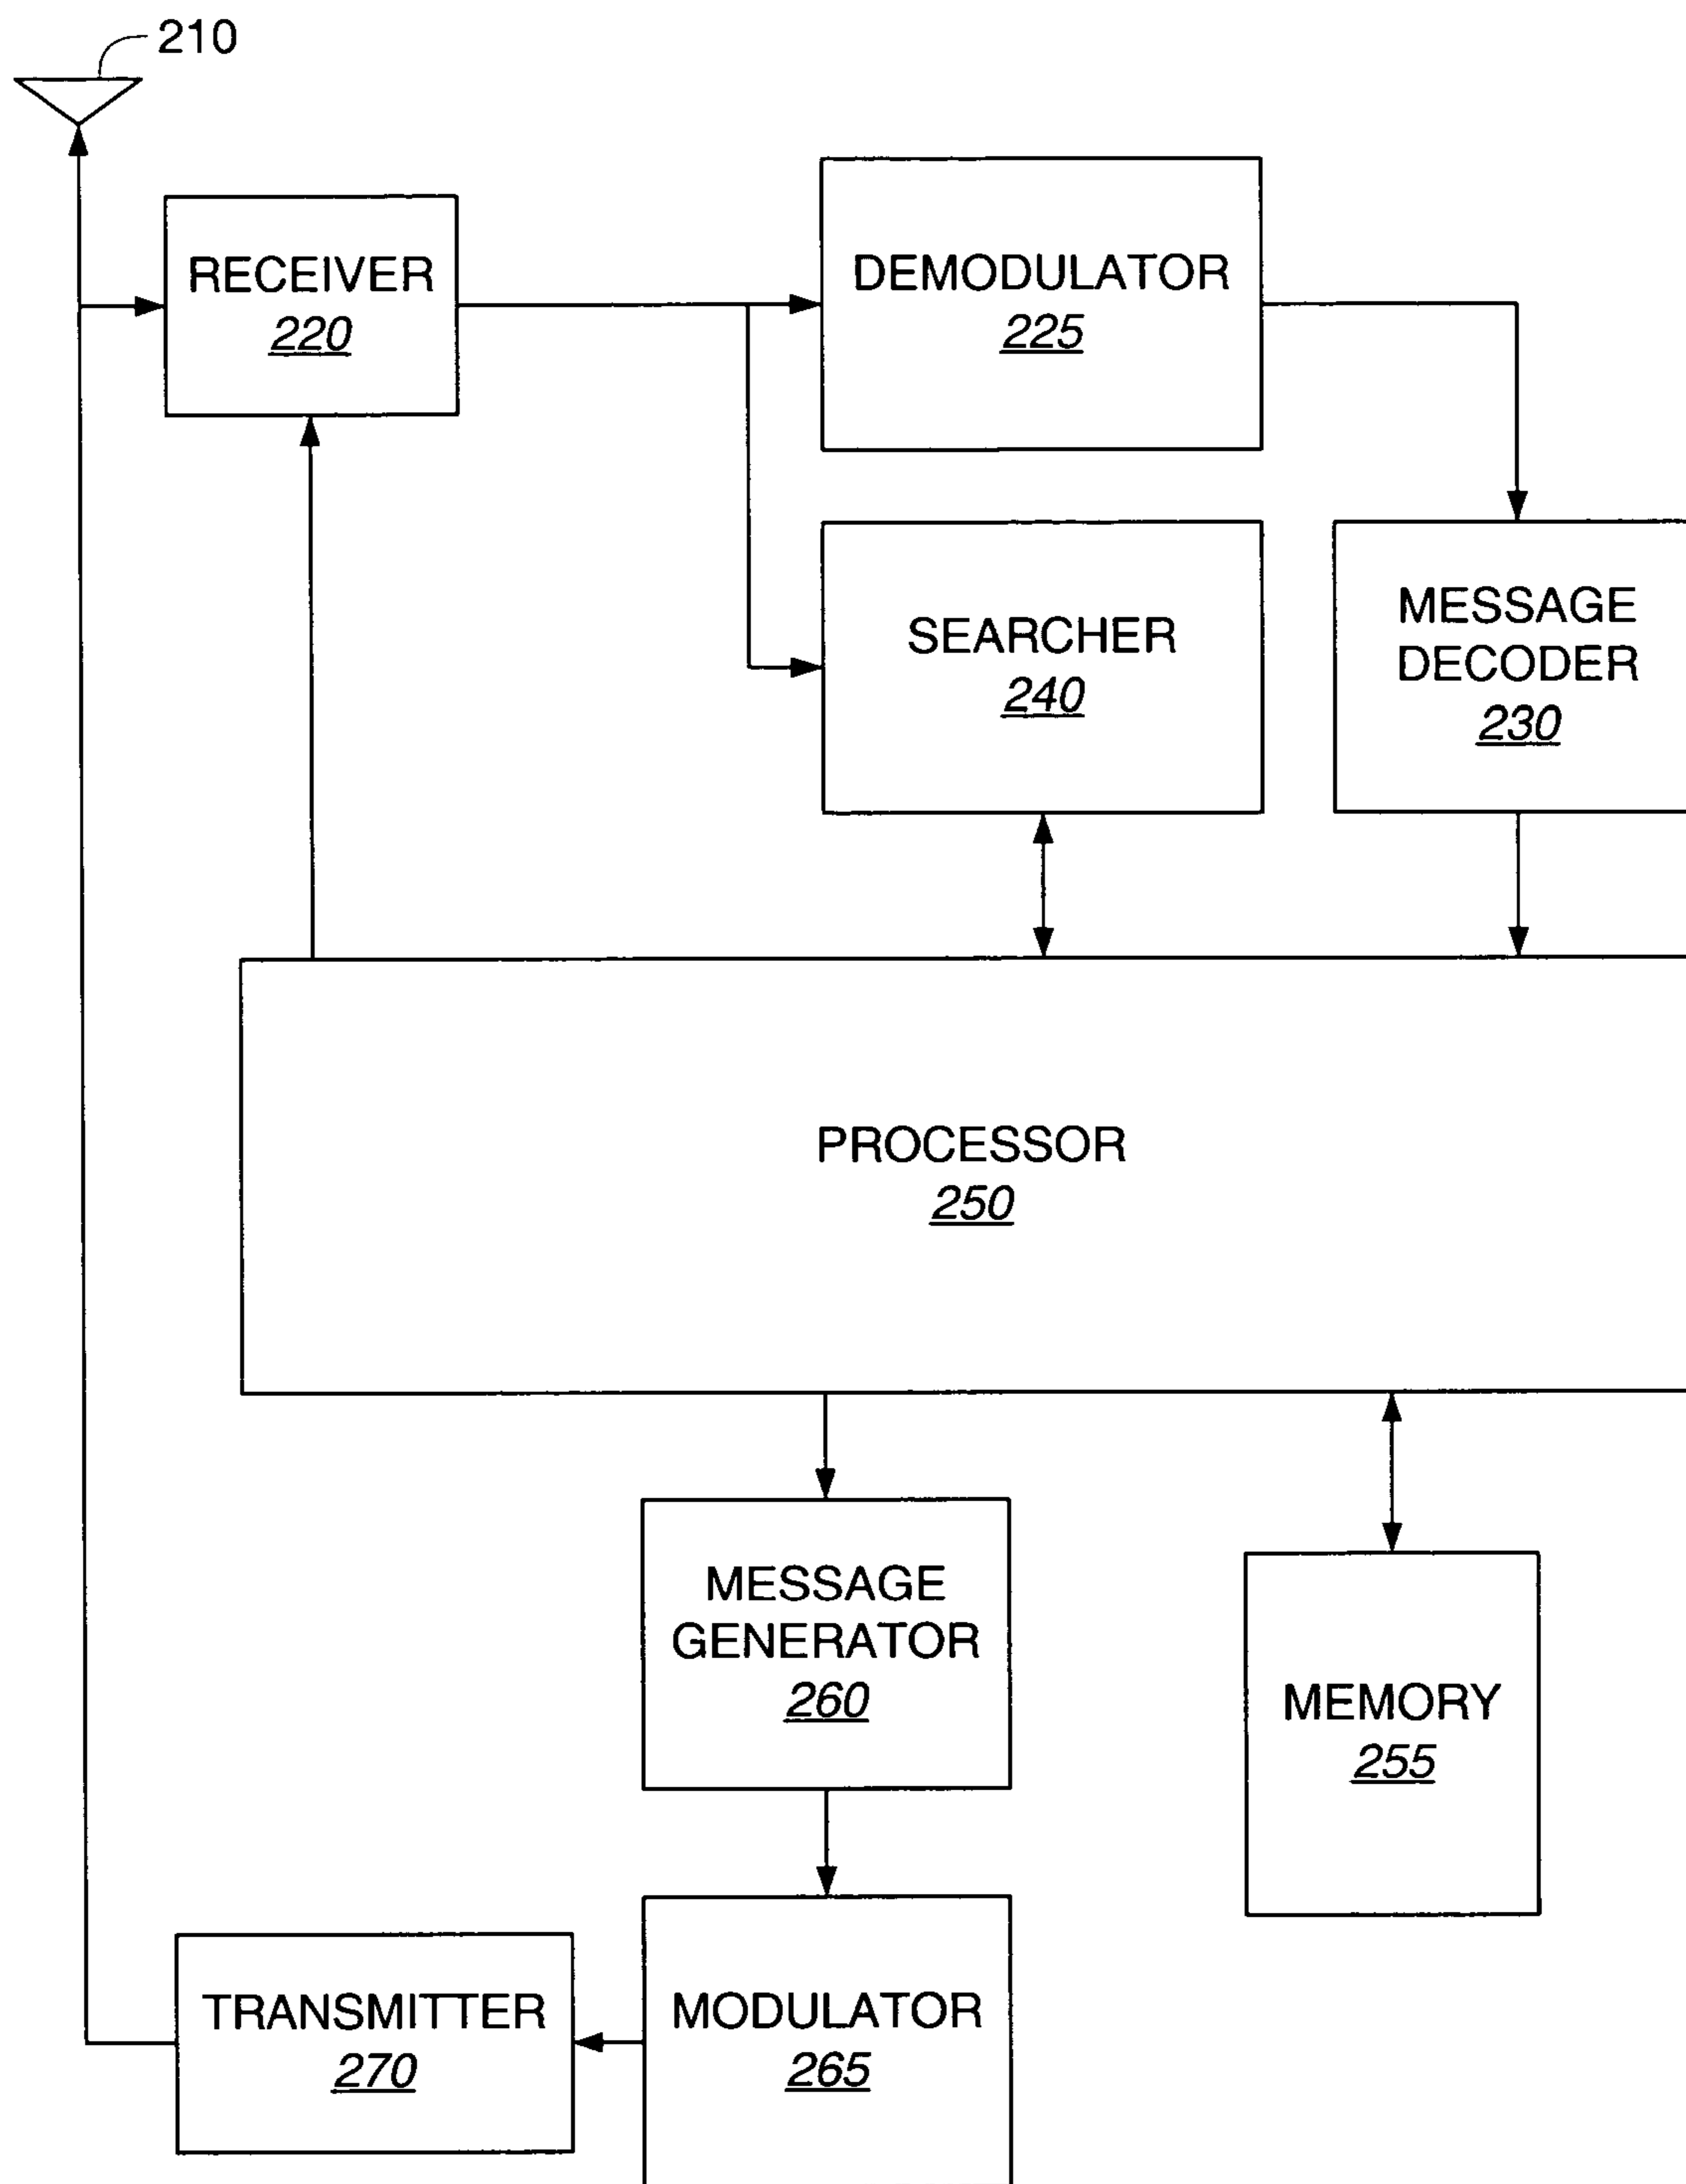 210
RECEIVER
220
DEMODULATOR
225
SEARCHER
240
MESSAGE
DECODER
230
PROCESSOR
250
MESSAGE
GENERATOR
260
MEMORY
255
TRANSMITTER
270
MODULATOR
265